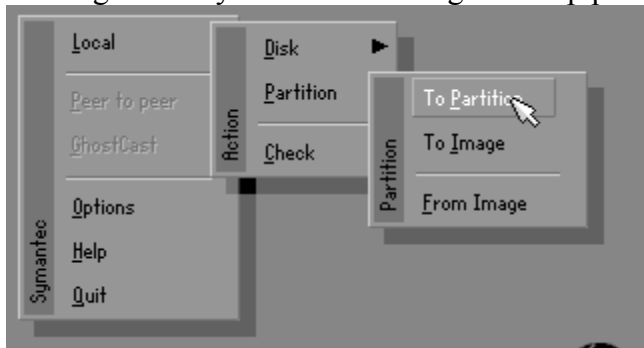 Local
Peer to peer
GhostCast
Options
Help
Quit
Symantec
Disk
Partition
Check
Action
To Partition
To Image
From Image
Partition